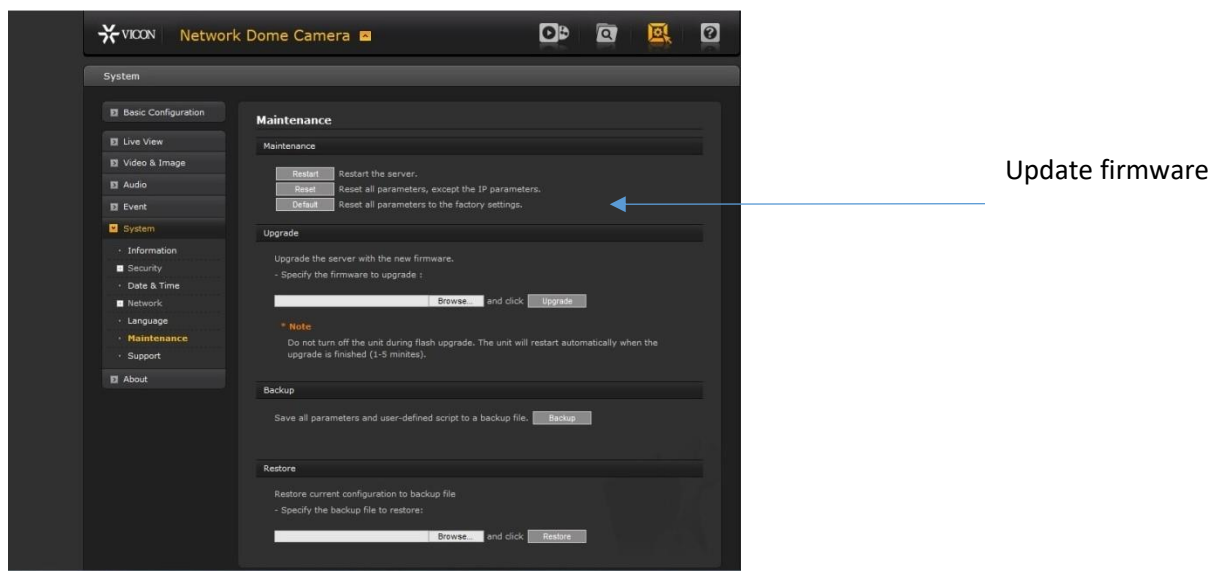 VICON Network Dome Camera
System
Basic Configuration
Live View
Video & Image
Audio
Event
System
Information
Security
Date & Time
Network
Language
Maintenance
Support
About
Maintenance
Maintenance
Restart Restart the server.
Reset Reset all parameters, except the IP parameters.
Default Reset all parameters to the factory settings.
Upgrade
Upgrade the server with the new firmware.
- Specify the firmware to upgrade :
Browse... and click Upgrade
* Note
Do not turn off the unit during flash upgrade. The unit will restart automatically when the
upgrade is finished (1-5 minites).
Backup
Save all parameters and user-defined script to a backup file. Backup
Restore
Restore current configuration to backup file
- Specify the backup file to restore:
Browse... and click Restore
Update firmware